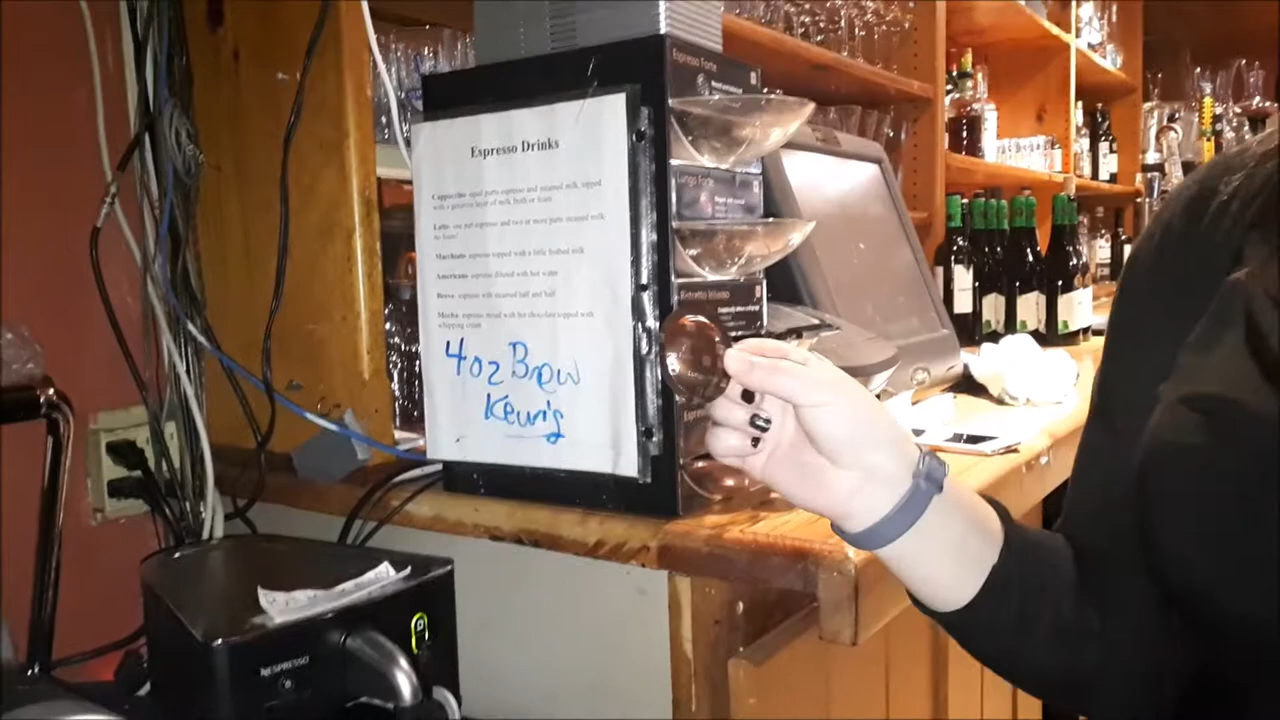 Espresso Forte
Espresso Drinks
Cappuccino- equal parts espresso and steamed milk, topped
with a generous layer of milk froth or foam
Lungo Forte
Latte- one part espresso and two or more parts steamed milk
no foam!
Macchiato- espresso topped with a little frothed milk
Americano- espresso diluted with hot water
Breve- espresso with steamed half and half
Ristretto Intenso
Mocha- espresso mixed with hot chocolate topped with
whipping cream
4oz Brew
Keurig
NESPRESSO